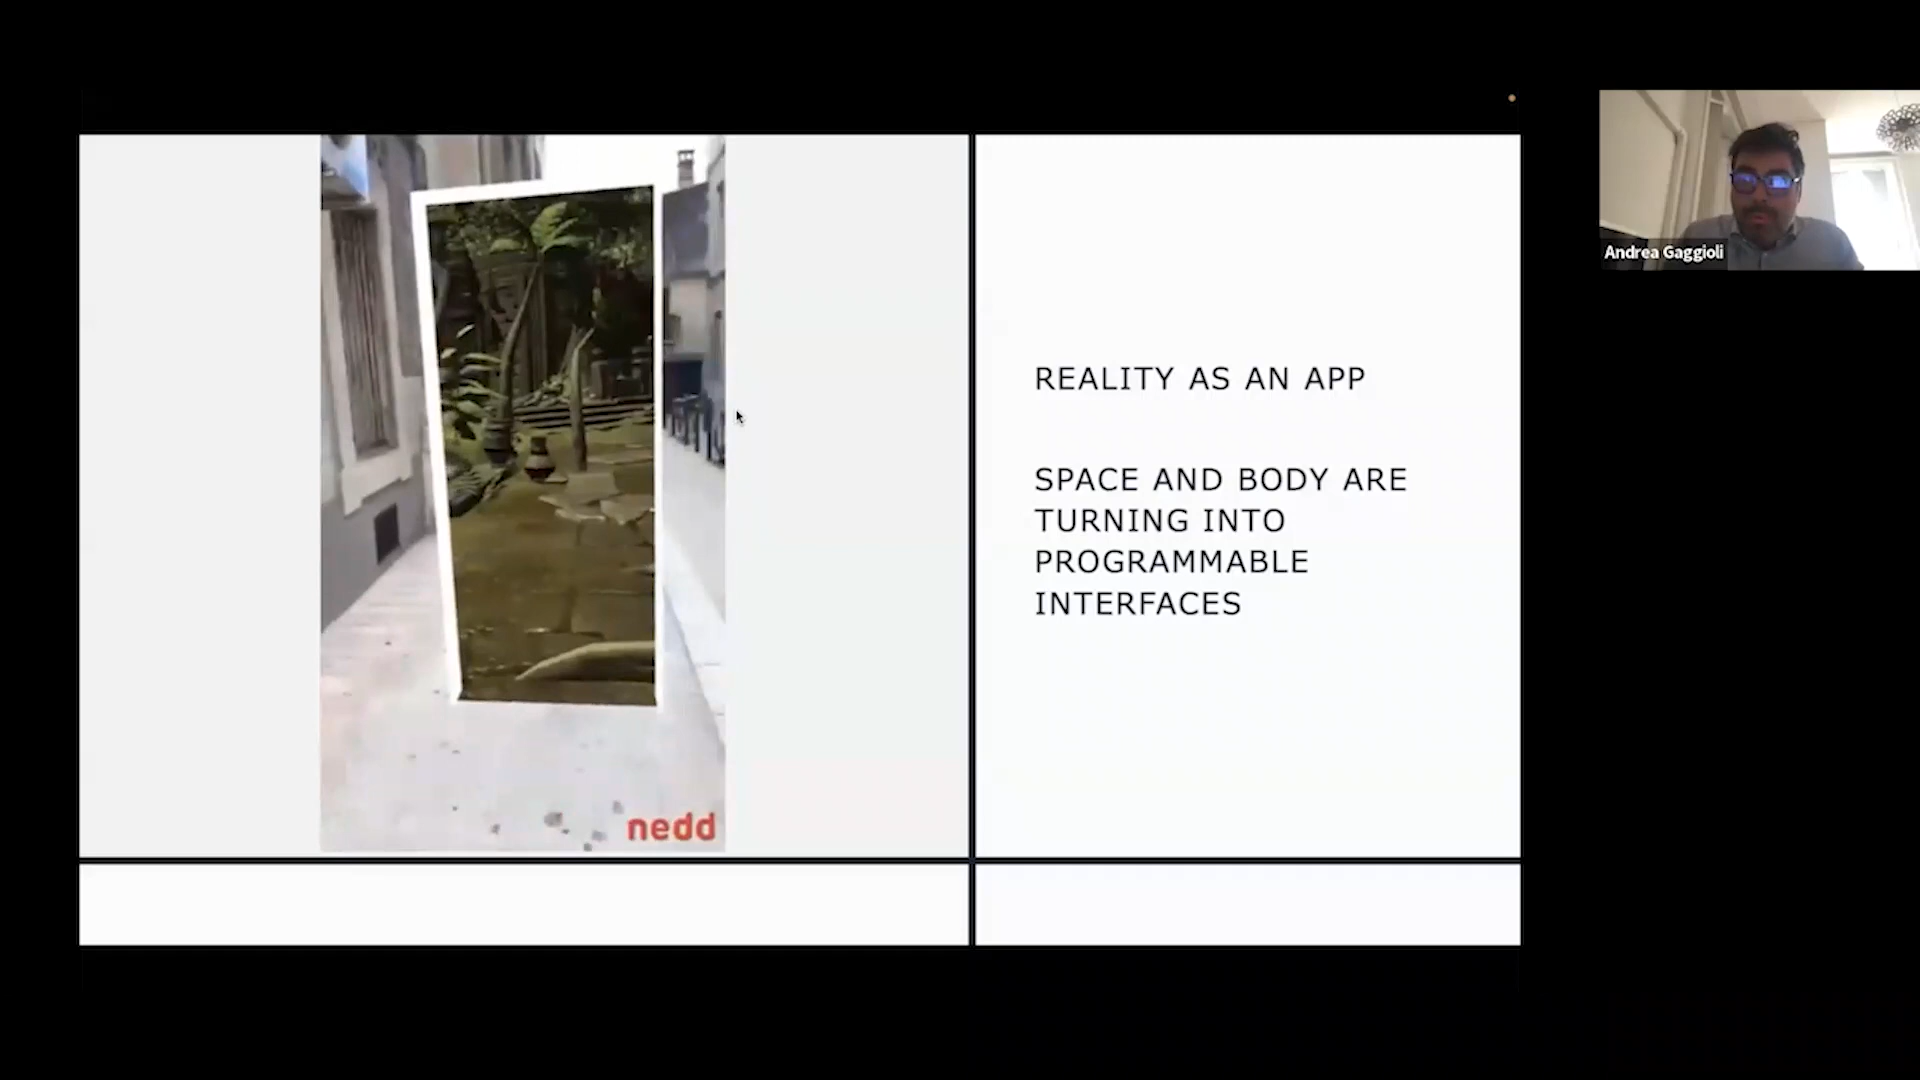 REALITY AS AN APP
SPACE AND BODY ARE
TURNING INTO
PROGRAMMABLE
INTERFACES
nedd
Andrea Gaggioli